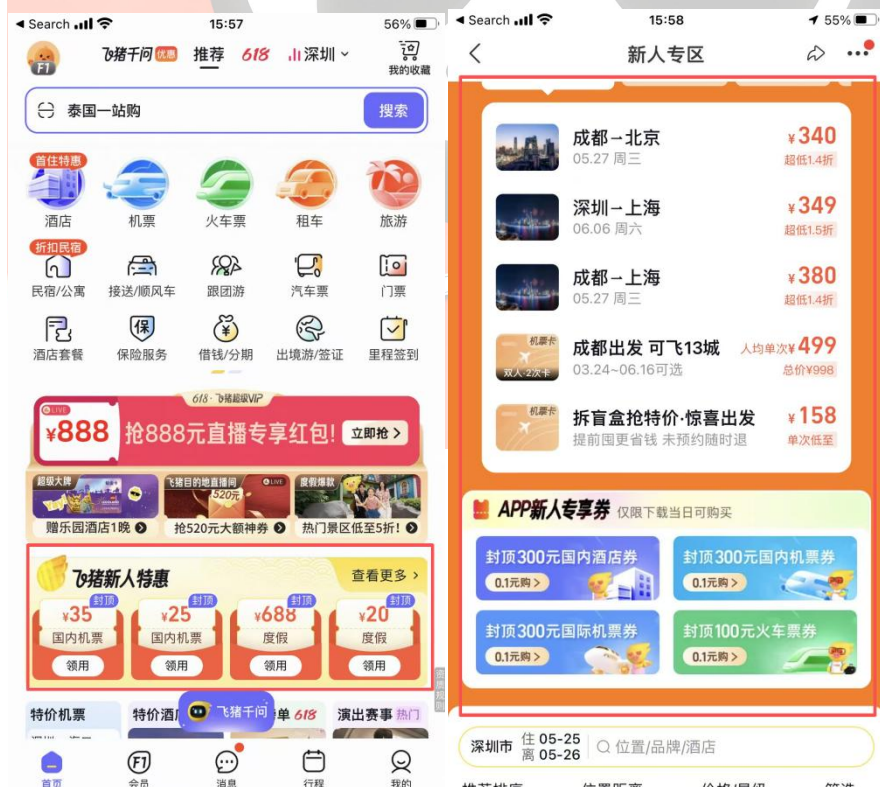 Search
15:57
56%
F1
飞猪千问 优惠
推荐
618
深圳
我的收藏
泰国一站购
搜索
首住特惠
酒店
机票
火车票
租车
旅游
折扣民宿
民宿/公寓
接送/顺风车
跟团游
汽车票
门票
保
¥
酒店套餐
保险服务
借钱/分期
出境游/签证
里程签到
618·飞猪超级VIP
LIVE
¥888
抢888元直播专享红包!
立即抢
超级大牌
飞猪目的地直播间
LIVE
度假爆款
520元
赠乐园酒店1晚
抢520元大额神券
热门景区低至5折!
飞猪新人特惠
查看更多
封顶
封顶
封顶
封顶
¥35
¥25
¥688
¥20
国内机票
国内机票
度假
度假
领用
领用
领用
领用
特价机票
特价酒
飞猪千问
单 618
演出赛事 热门
首页
F1
会员
消息
行程
我的
Search
15:58
55%
新人专区
成都→北京
¥340
05.27 周三
超低1.4折
深圳→上海
¥349
06.06 周六
超低1.5折
成都→上海
¥380
05.27 周三
超低1.4折
机票卡
双人·2次卡
成都出发 可飞13城
人均单次¥499
03.24~06.16可选
总价¥998
机票卡
拆盲盒抢特价·惊喜出发
¥158
提前囤更省钱 未预约随时退
单次低至
APP新人专享券 仅限下载当日可购买
封顶300元国内酒店券
0.1元购>
封顶300元国内机票券
0.1元购>
封顶300元国际机票券
0.1元购>
封顶100元火车票券
0.1元购>
深圳市
住 05-25
离 05-26
位置/品牌/酒店
推荐排序
位置距离
价格/星级
筛选